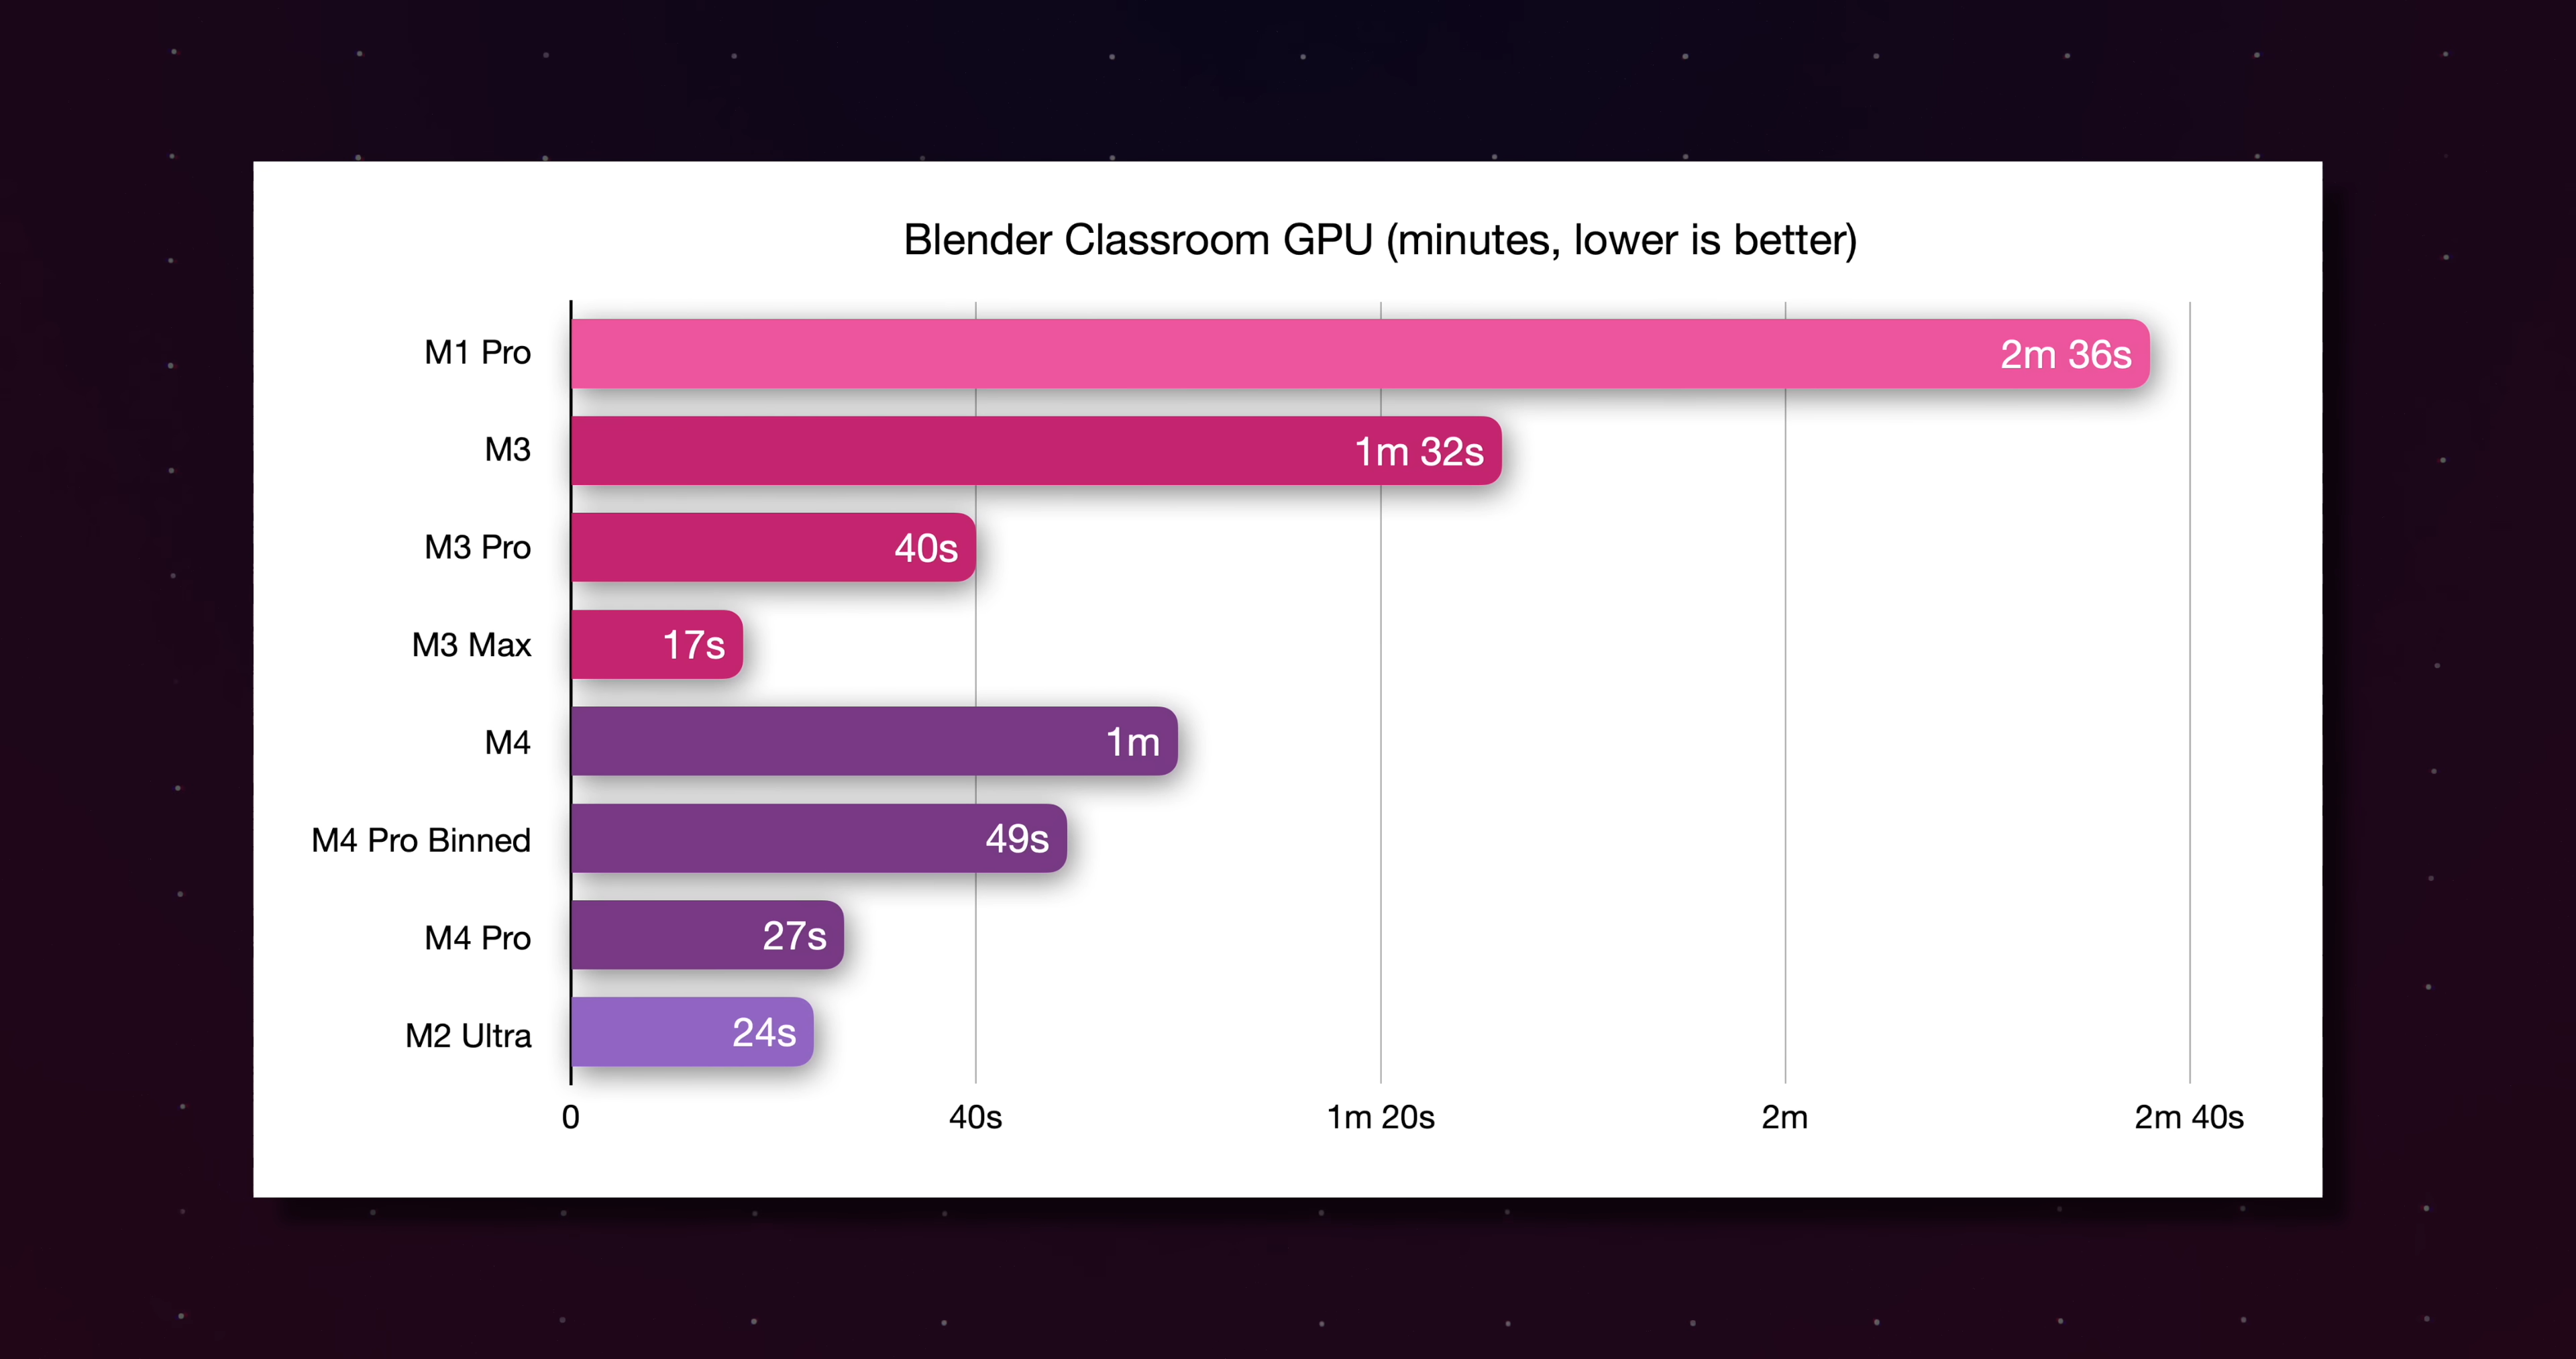 Blender Classroom GPU (minutes, lower is better)
M1 Pro 2m 36s
M3 1m 32s
M3 Pro 40s
M3 Max 17s
M4 1m
M4 Pro Binned 49s
M4 Pro 27s
M2 Ultra 24s
0 40s 1m 20s 2m 2m 40s